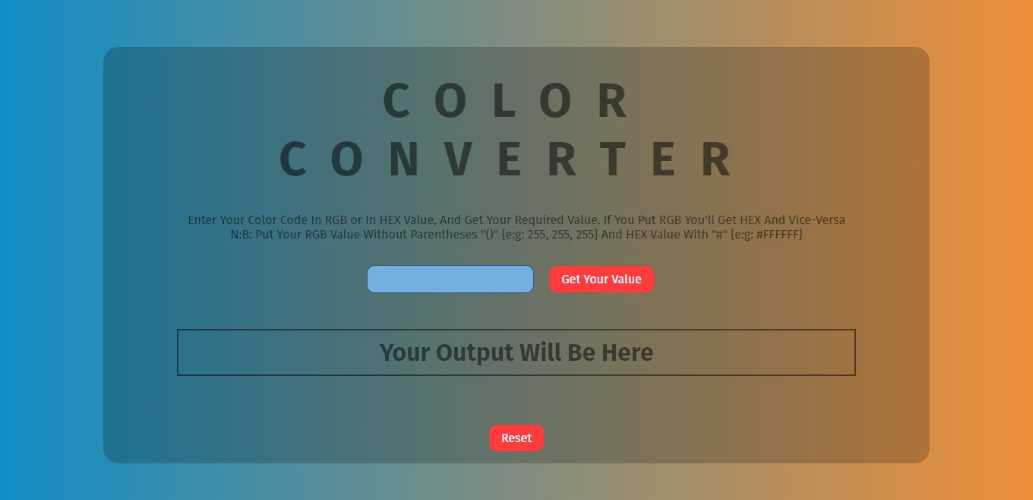 COLOR
CONVERTER
Enter Your Color Code In RGB or In HEX Value, And Get Your Required Value. If You Put RGB You'll Get HEX And Vice-Versa
N:B: Put Your RGB Value Without Parentheses "()" {e:g: 255, 255, 255} And HEX Value With "#" {e:g: #FFFFFF}
Get Your Value
Your Output Will Be Here
Reset